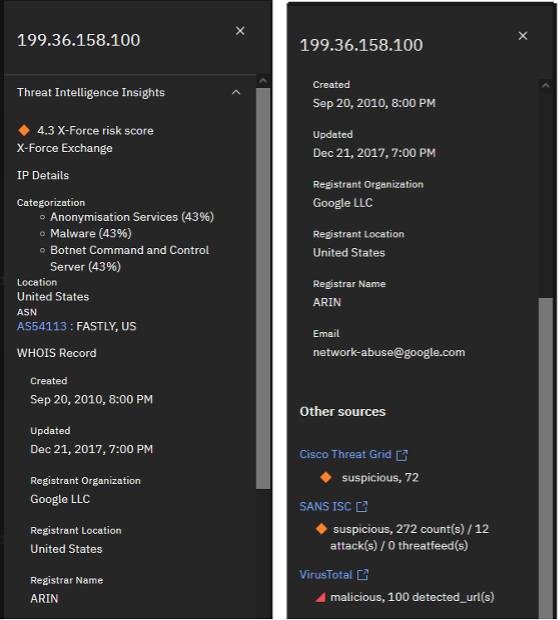 199.36.158.100
Threat Intelligence Insights
4.3 X-Force risk score
X-Force Exchange
IP Details
Categorization
Anonymisation Services (43%)
Malware (43%)
Botnet Command and Control
Server (43%)
Location
United States
ASN
AS54113 : FASTLY, US
WHOIS Record
Created
Sep 20, 2010, 8:00 PM
Updated
Dec 21, 2017, 7:00 PM
Registrant Organization
Google LLC
Registrant Location
United States
Registrar Name
ARIN
199.36.158.100
Created
Sep 20, 2010, 8:00 PM
Updated
Dec 21, 2017, 7:00 PM
Registrant Organization
Google LLC
Registrant Location
United States
Registrar Name
ARIN
Email
network-abuse@google.com
Other sources
Cisco Threat Grid
suspicious, 72
SANS ISC
suspicious, 272 count(s) / 12
attack(s) / 0 threatfeed(s)
VirusTotal
malicious, 100 detected_url(s)